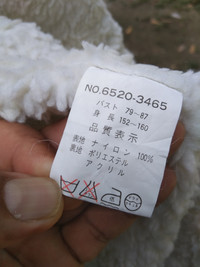 NO.6520-3465
バスト 79~87
身長 152~160
品質表示
表地 ナイロン 100%
裏地 ポリエステル
アクリル